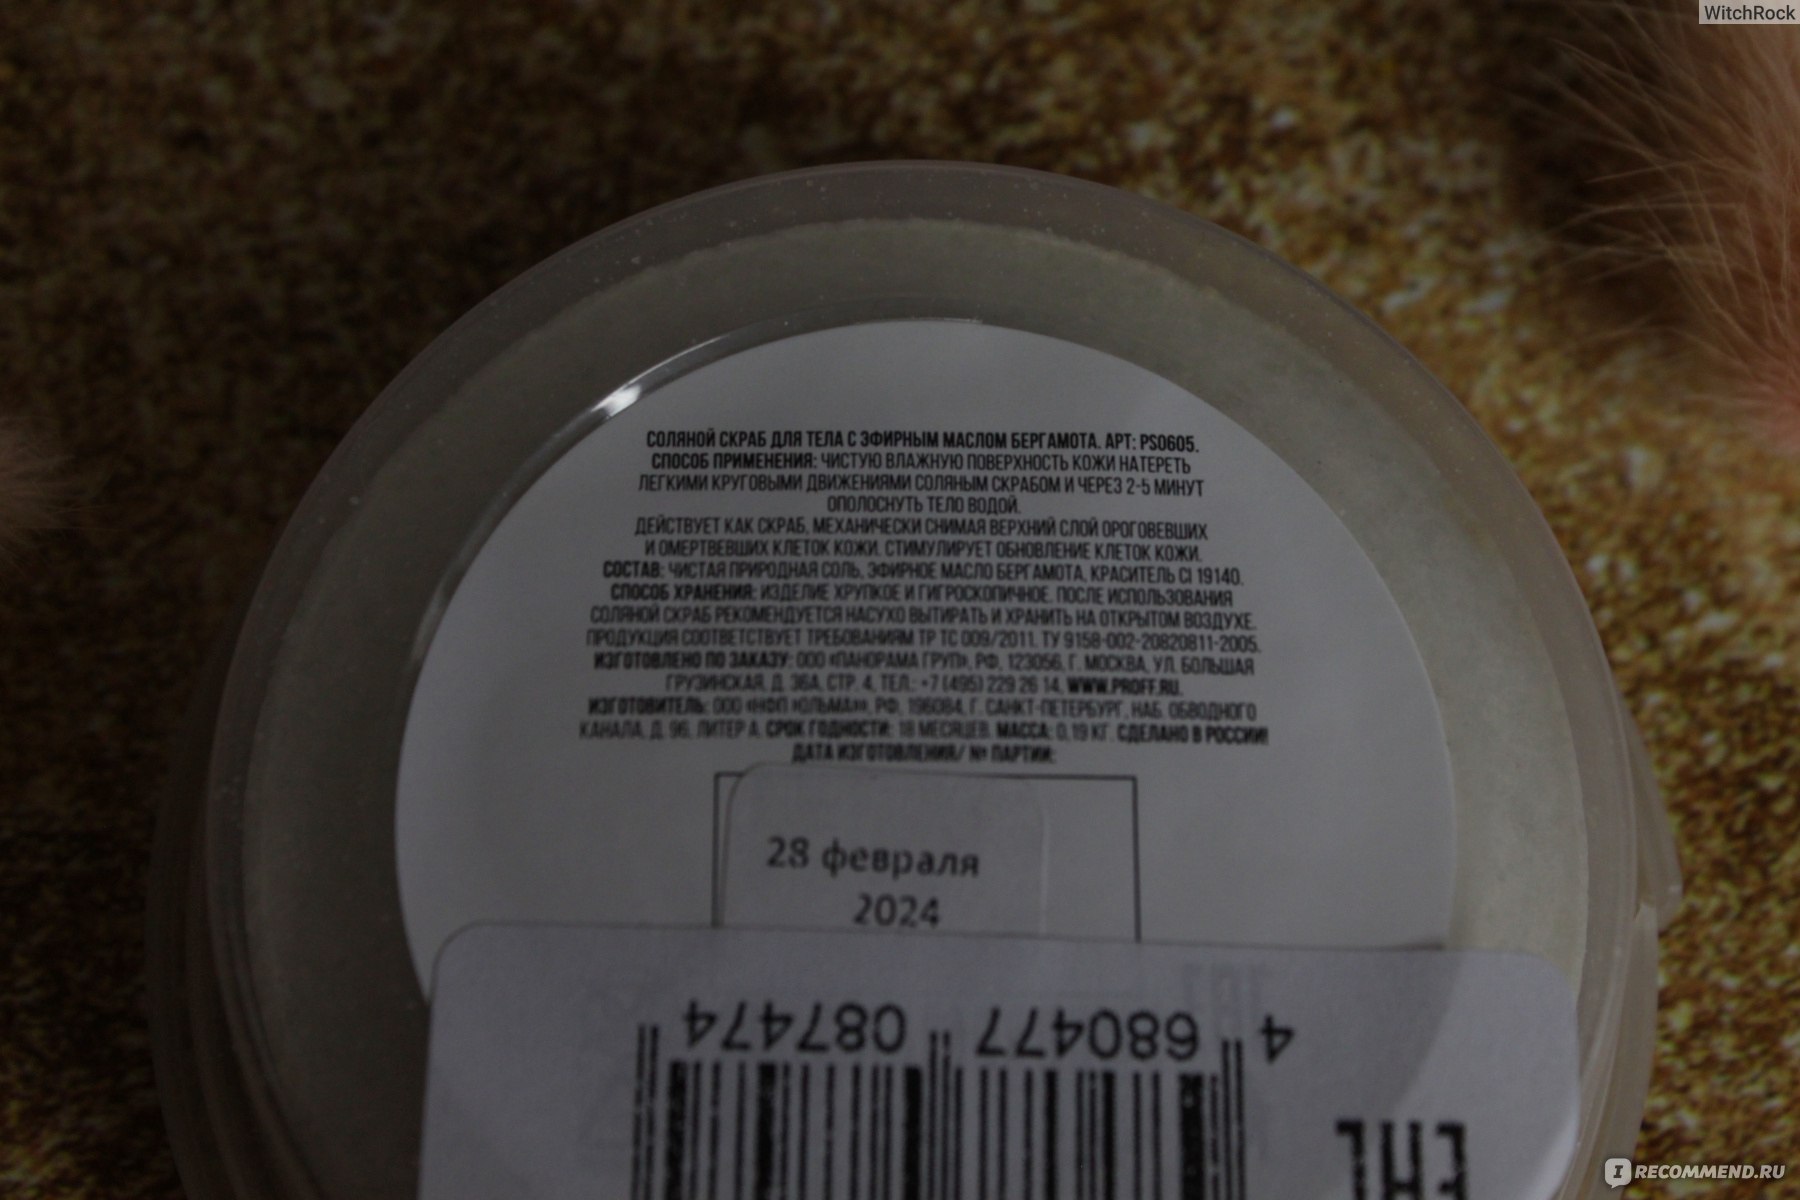 WitchRock
СОЛЯНОЙ СКРАБ ДЛЯ ТЕЛА С ЭФИРНЫМ МАСЛОМ БЕРГАМОТА. АРТ: PS0605.
СПОСОБ ПРИМЕНЕНИЯ: ЧИСТУЮ ВЛАЖНУЮ ПОВЕРХНОСТЬ КОЖИ НАТЕРЕТЬ
ЛЕГКИМИ КРУГОВЫМИ ДВИЖЕНИЯМИ СОЛЯНЫМ СКРАБОМ И ЧЕРЕЗ 2-5 МИНУТ
ОПОЛОСНУТЬ ТЕЛО ВОДОЙ.
ДЕЙСТВУЕТ КАК СКРАБ, МЕХАНИЧЕСКИ СНИМАЯ ВЕРХНИЙ СЛОЙ ОРОГОВЕВШИХ
И ОМЕРТВЕВШИХ КЛЕТОК КОЖИ. СТИМУЛИРУЕТ ОБНОВЛЕНИЕ КЛЕТОК КОЖИ.
СОСТАВ: ЧИСТАЯ ПРИРОДНАЯ СОЛЬ, ЭФИРНОЕ МАСЛО БЕРГАМОТА, КРАСИТЕЛЬ CI 19140.
СПОСОБ ХРАНЕНИЯ: ИЗДЕЛИЕ ХРУПКОЕ И ГИГРОСКОПИЧНОЕ. ПОСЛЕ ИСПОЛЬЗОВАНИЯ
СОЛЯНОЙ СКРАБ РЕКОМЕНДУЕТСЯ НАСУХО ВЫТИРАТЬ И ХРАНИТЬ НА ОТКРЫТОМ ВОЗДУХЕ.
ПРОДУКЦИЯ СООТВЕТСТВУЕТ ТРЕБОВАНИЯМ ТР ТС 009/2011. ТУ 9158-002-20820811-2005.
ИЗГОТОВЛЕНО ПО ЗАКАЗУ: ООО «ПАНОРАМА ГРУП», РФ, 123056, Г. МОСКВА, УЛ. БОЛЬШАЯ
ГРУЗИНСКАЯ, Д. 36А, СТР. 4, ТЕЛ.: +7 (495) 229 26 14, WWW.PROFF.RU.
ИЗГОТОВИТЕЛЬ: ООО «НФП «ОЛЬМА»», РФ, 196084, Г. САНКТ-ПЕТЕРБУРГ, НАБ. ОБВОДНОГО
КАНАЛА, Д. 96, ЛИТЕР А. СРОК ГОДНОСТИ: 18 МЕСЯЦЕВ. МАССА: 0,19 КГ. СДЕЛАНО В РОССИИ!
ДАТА ИЗГОТОВЛЕНИЯ/ № ПАРТИИ:
28 февраля
2024
4 680477 087474
EAC
IRECOMMEND.RU